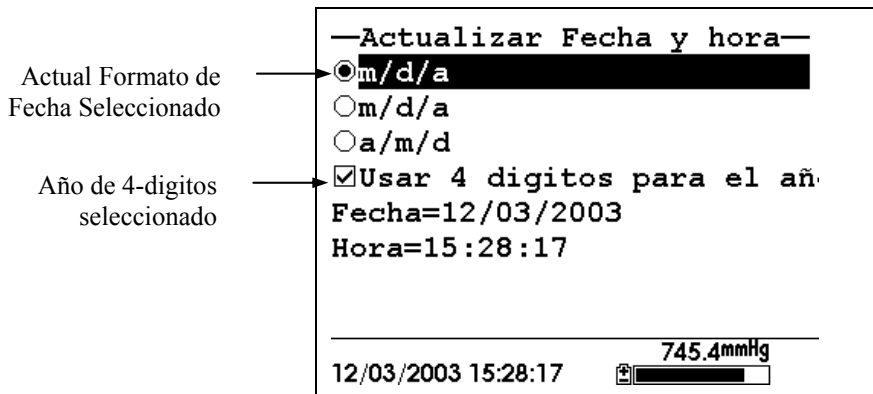 Actualizar Fecha y hora
Actual Formato de
Fecha Seleccionado
m/d/a
m/d/a
a/m/d
Año de 4-digitos
seleccionado
Usar 4 digitos para el añ
Fecha=12/03/2003
Hora=15:28:17
745.4mmHg
12/03/2003 15:28:17